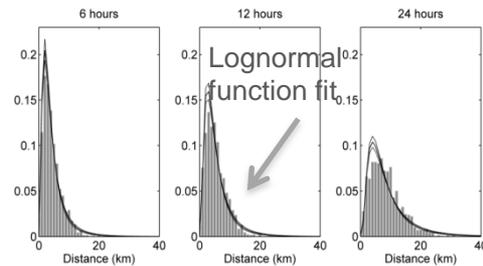 6 hours
12 hours
24 hours
Lognormal
function fit
0.2
0.15
0.1
0.05
0
0 20 40
Distance (km)
0.2
0.15
0.1
0.05
0
0 20 40
Distance (km)
0.2
0.15
0.1
0.05
0
0 20 40
Distance (km)